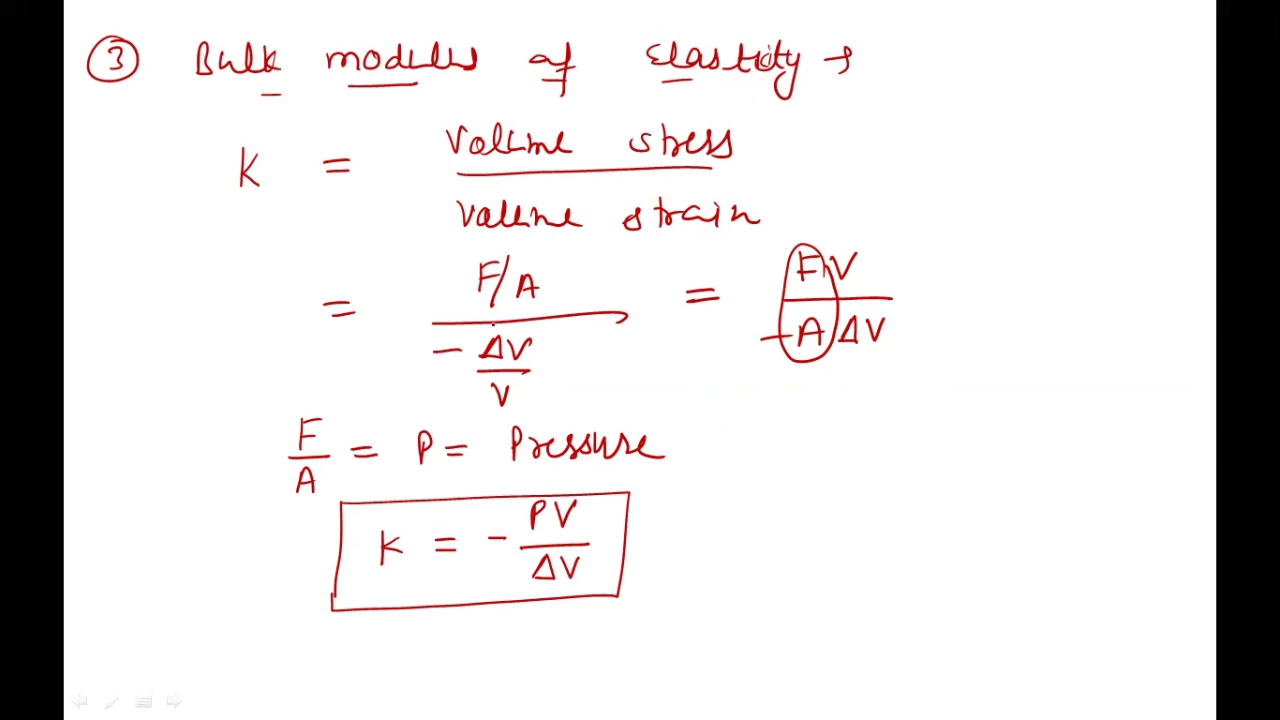 ③ Bulk modulus of Elasticity →
K = Volume stress / Volume strain
= F/A / - ΔV/V = FV / -AΔV
F/A = P = Pressure
K = - PV/ΔV